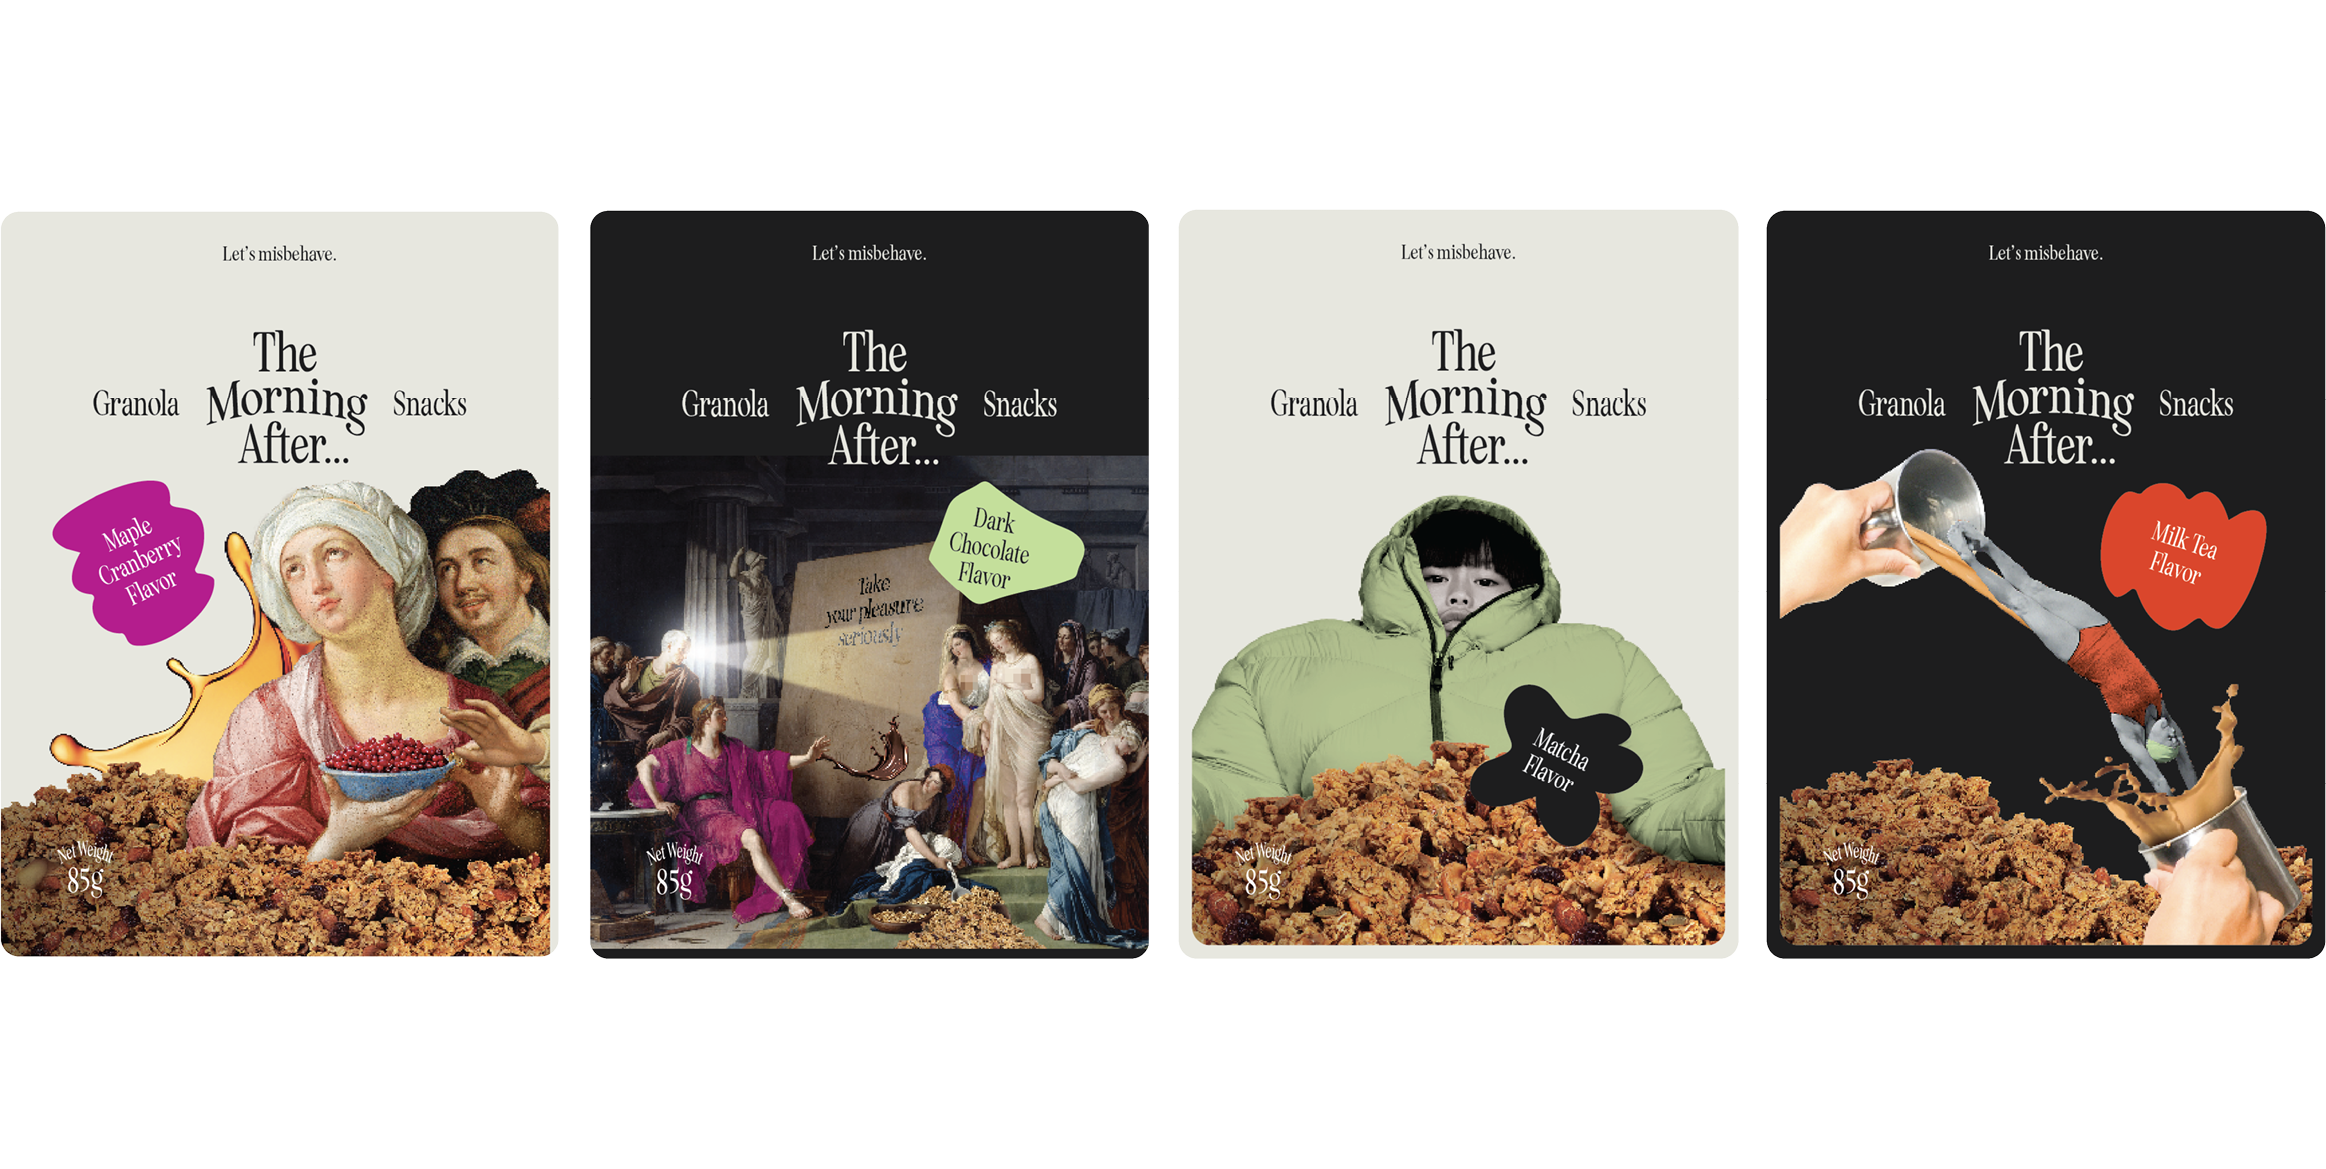 Let's misbehave.
The
Granola Morning Snacks
After...
Maple
Cranberry
Flavor
Net Weight
85g
Let's misbehave.
The
Granola Morning Snacks
After...
Dark
Chocolate
Flavor
Take
your pleasure
seriously
Net Weight
85g
Let's misbehave.
The
Granola Morning Snacks
After...
Matcha
Flavor
Net Weight
85g
Let's misbehave.
The
Granola Morning Snacks
After...
Milk Tea
Flavor
Net Weight
85g